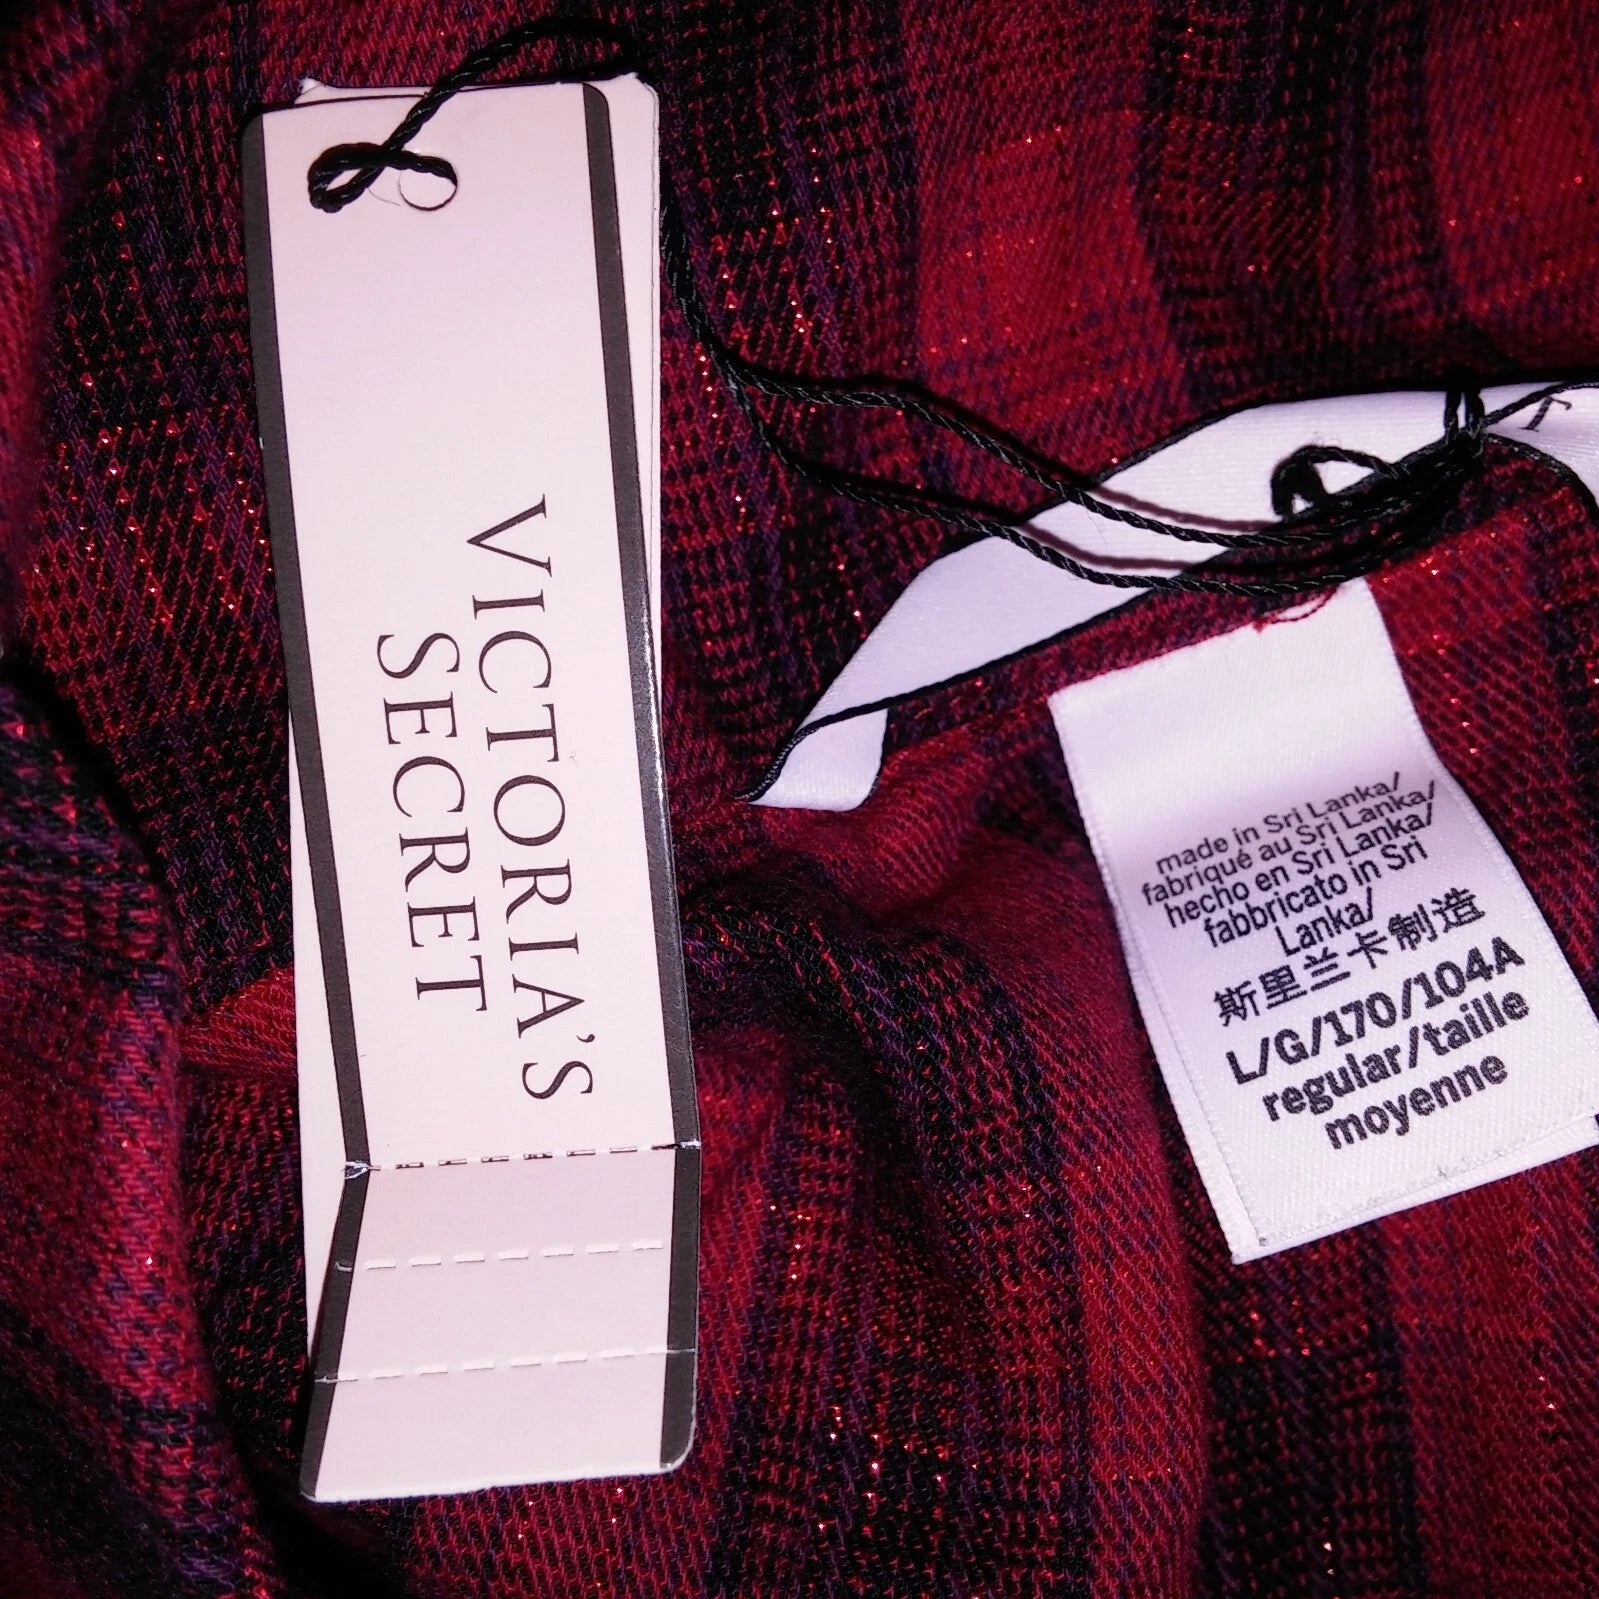 VICTORIA'S
SECRET
made in Sri Lanka/
fabriqué au Sri Lanka/
hecho en Sri Lanka/
fabbricato in Sri
Lanka/
斯里兰卡制造
L/G/170/104A
regular/taille
moyenne